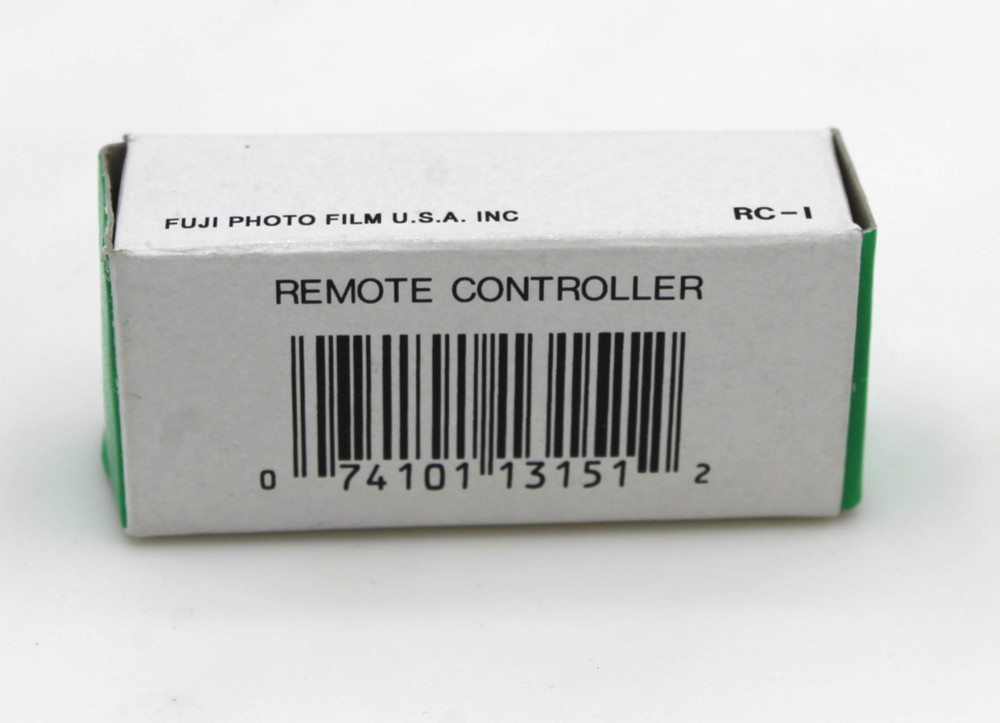 FUJI PHOTO FILM U.S.A. INC RC-1
REMOTE CONTROLLER
0 74101 13151 2